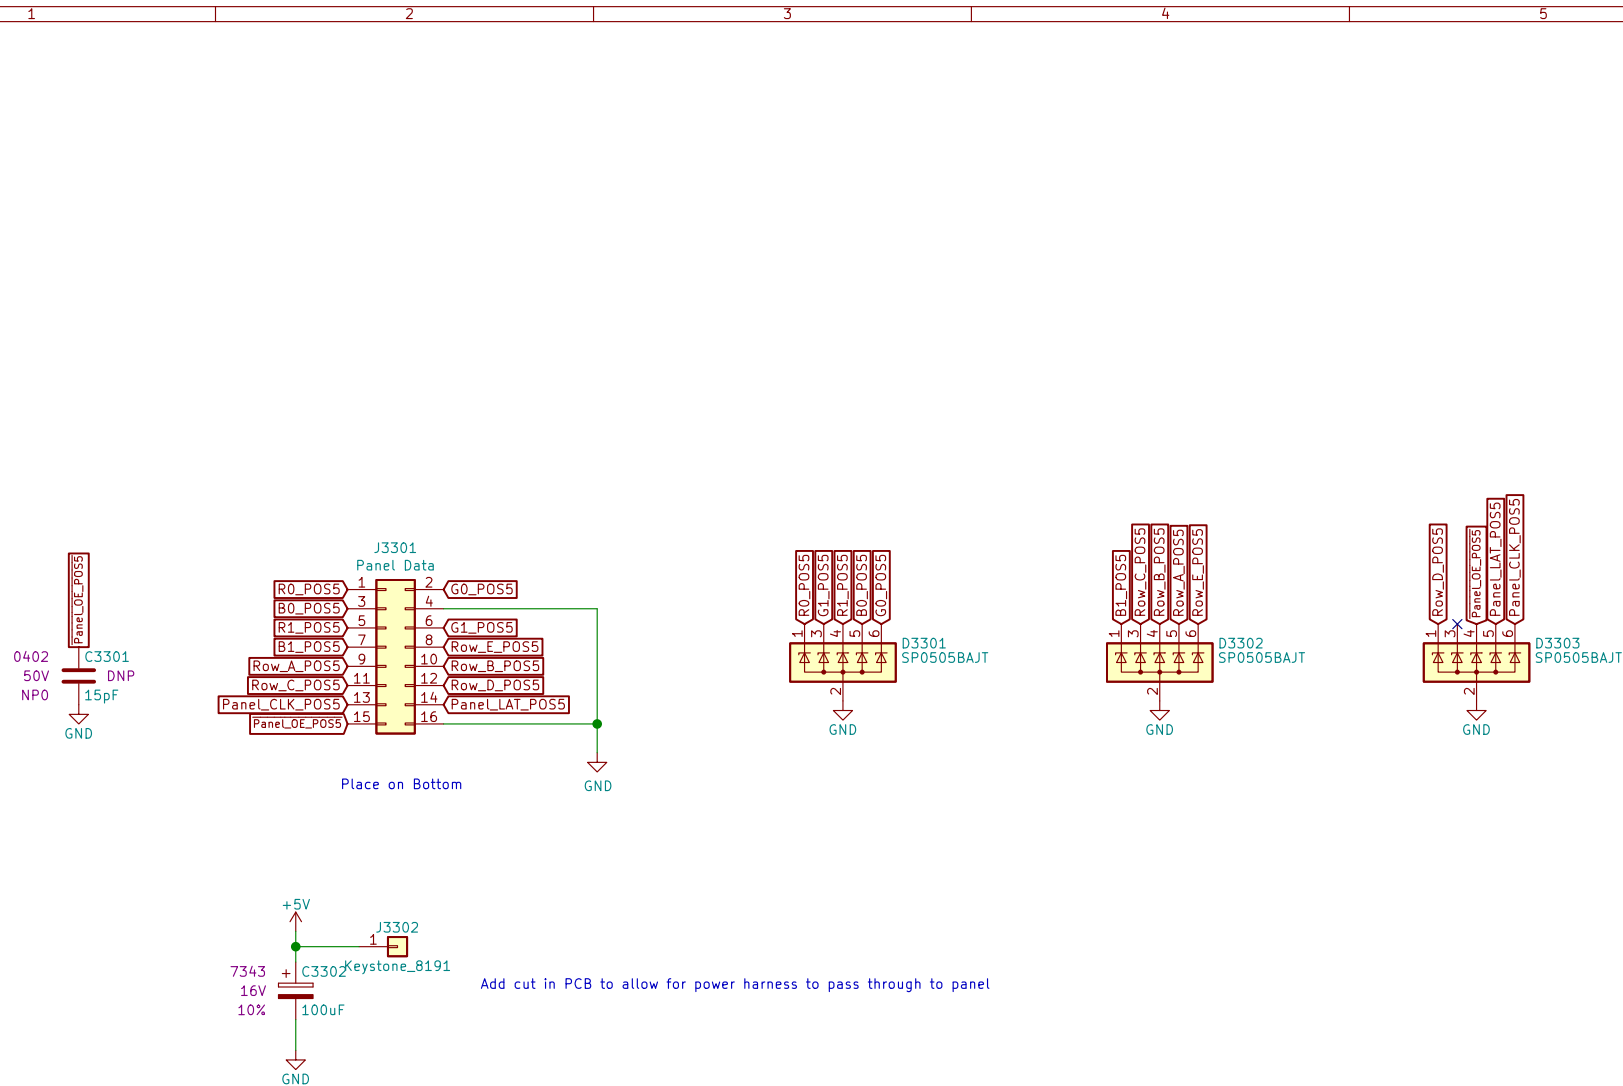 1 2 3 4 5
Panel_OE_POS5
C3301
0402
50V
NP0
DNP
15pF
GND
J3301
Panel Data
R0_POS5 1 2 G0_POS5
B0_POS5 3 4
R1_POS5 5 6 G1_POS5
B1_POS5 7 8 Row_E_POS5
Row_A_POS5 9 10 Row_B_POS5
Row_C_POS5 11 12 Row_D_POS5
Panel_CLK_POS5 13 14 Panel_LAT_POS5
Panel_OE_POS5 15 16
GND
Place on Bottom
R0_POS5
G1_POS5
R1_POS5
B0_POS5
G0_POS5
1 3 4 5 6
D3301
SP0505BAJT
2
GND
B1_POS5
Row_C_POS5
Row_B_POS5
Row_A_POS5
Row_E_POS5
1 3 4 5 6
D3302
SP0505BAJT
2
GND
Row_D_POS5
Panel_OE_POS5
Panel_LAT_POS5
Panel_CLK_POS5
1 3 4 5 6
D3303
SP0505BAJT
2
GND
+5V
J3302
1
Keystone_8191
7343
16V
10%
+
C3302
100uF
GND
Add cut in PCB to allow for power harness to pass through to panel